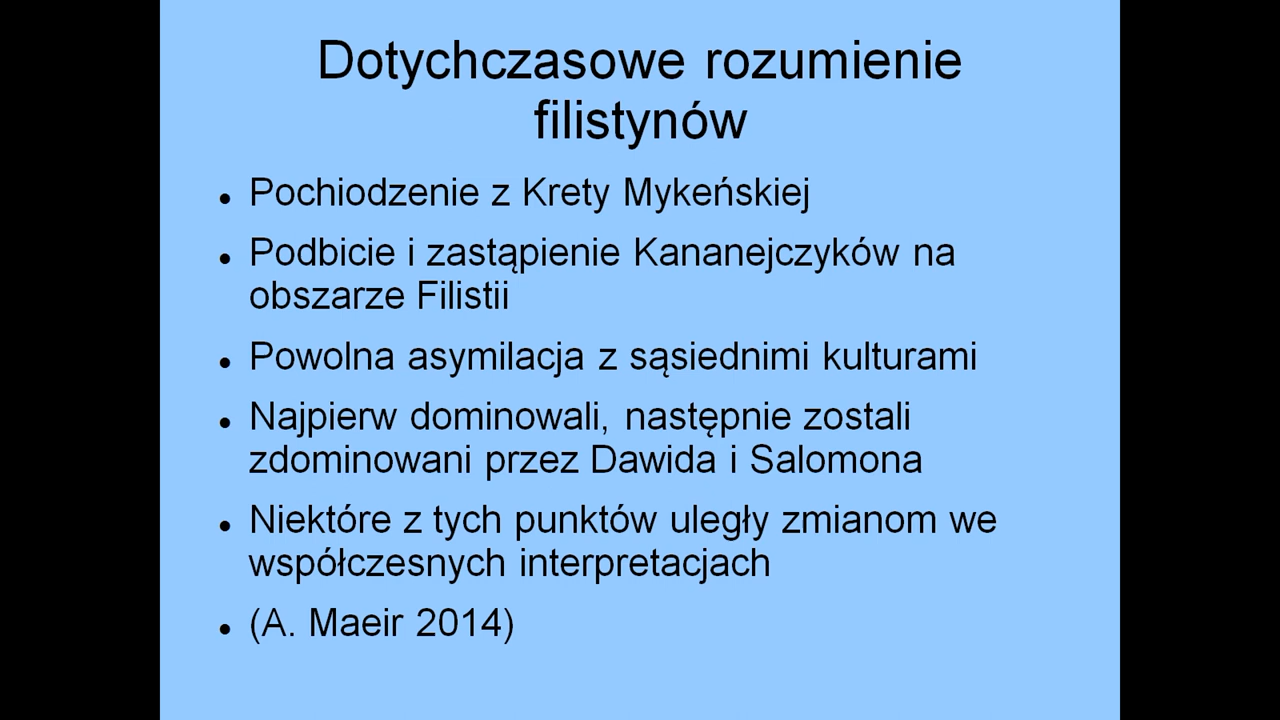 Dotychczasowe rozumienie
filistynów
Pochiodzenie z Krety Mykeńskiej
Podbicie i zastąpienie Kananejczyków na
obszarze Filistii
Powolna asymilacja z sąsiednimi kulturami
Najpierw dominowali, następnie zostali
zdominowani przez Dawida i Salomona
Niektóre z tych punktów uległy zmianom we
współczesnych interpretacjach
(A. Maeir 2014)